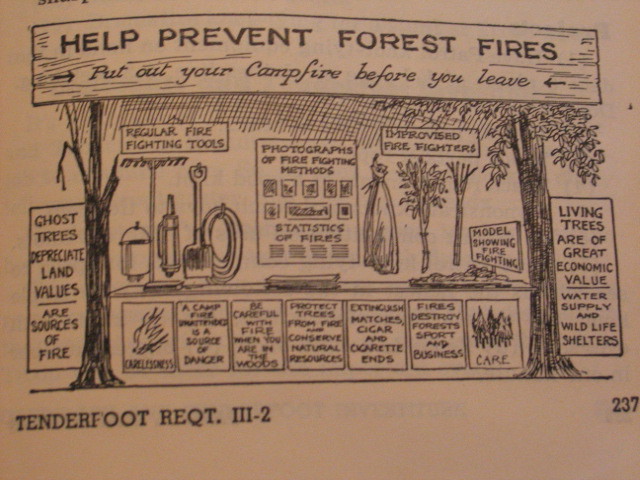 HELP PREVENT FOREST FIRES
→ Put out your Campfire before you leave ←
REGULAR FIRE
FIGHTING TOOLS
PHOTOGRAPHS
OF FIRE FIGHTING
METHODS
STATISTICS
OF FIRES
IMPROVISED
FIRE FIGHTERS
MODEL
SHOWING
FIRE
FIGHTING
GHOST
TREES
DEPRECIATE
LAND
VALUES
ARE
SOURCES
OF
FIRE
LIVING
TREES
ARE OF
GREAT
ECONOMIC
VALUE
WATER
SUPPLY
AND
WILD LIFE
SHELTERS
CARELESSNESS
A CAMP
FIRE
UNATTENDED
IS A
SOURCE
OF
DANGER
BE
CAREFUL
WITH
FIRE
WHEN YOU
ARE IN
THE
WOODS
PROTECT
TREES
FROM FIRE
AND
CONSERVE
NATURAL
RESOURCES
EXTINGUISH
MATCHES,
CIGAR
AND
CIGARETTE
ENDS
FIRES
DESTROY
FORESTS
SPORT
AND
BUSINESS
CARE
TENDERFOOT REQT. III-2
237